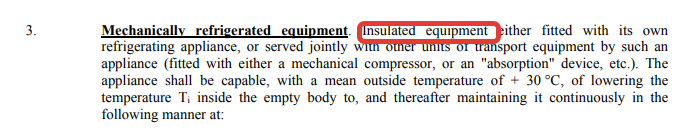 3. Mechanically refrigerated equipment. Insulated equipment either fitted with its own
refrigerating appliance, or served jointly with other units of transport equipment by such an
appliance (fitted with either a mechanical compressor, or an "absorption" device, etc.). The
appliance shall be capable, with a mean outside temperature of + 30 °C, of lowering the
temperature Ti inside the empty body to, and thereafter maintaining it continuously in the
following manner at: